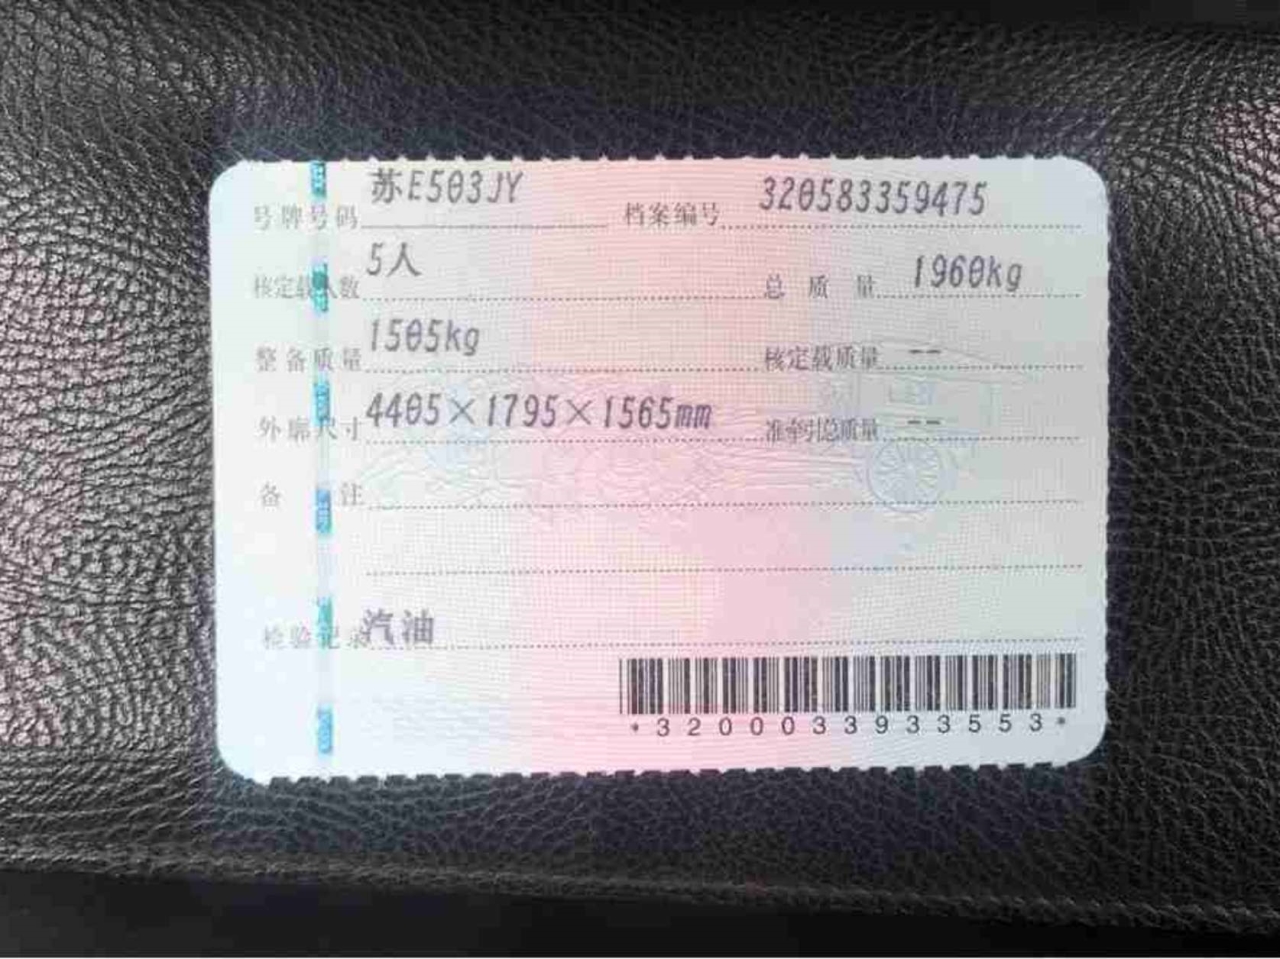 号牌号码 苏E503JY 档案编号 320583359475
核定载人数 5人 总质量 1960kg
整备质量 1505kg 核定载质量 --
外廓尺寸 4405×1795×1565mm 准牵引总质量 --
备注
检验记录 汽油
*3200033933553*